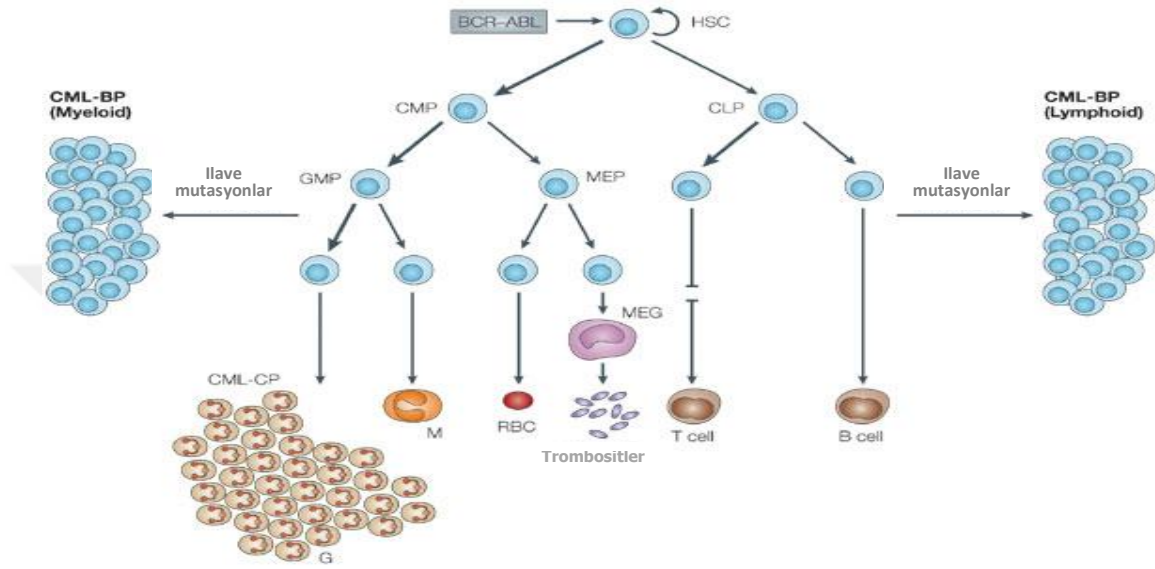 BCR–ABL
HSC
CML-BP
(Myeloid)
CMP
CLP
CML-BP
(Lymphoid)
Ilave
mutasyonlar
GMP
MEP
Ilave
mutasyonlar
MEG
CML-CP
M
RBC
T cell
B cell
Trombositler
G